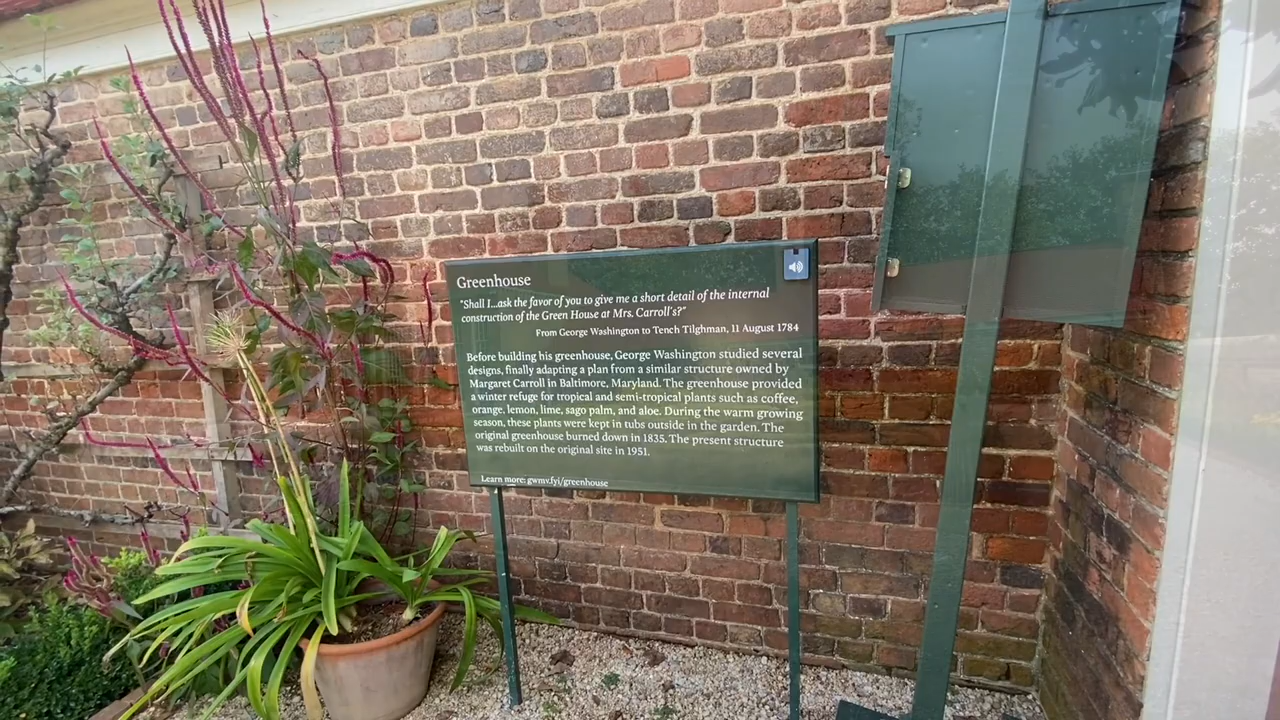 Greenhouse
"Shall I...ask the favor of you to give me a short detail of the internal
construction of the Green House at Mrs. Carroll's?"
From George Washington to Tench Tilghman, 11 August 1784
Before building his greenhouse, George Washington studied several
designs, finally adapting a plan from a similar structure owned by
Margaret Carroll in Baltimore, Maryland. The greenhouse provided
a winter refuge for tropical and semi-tropical plants such as coffee,
orange, lemon, lime, sago palm, and aloe. During the warm growing
season, these plants were kept in tubs outside in the garden. The
original greenhouse burned down in 1835. The present structure
was rebuilt on the original site in 1951.
Learn more: gwmv.fyi/greenhouse